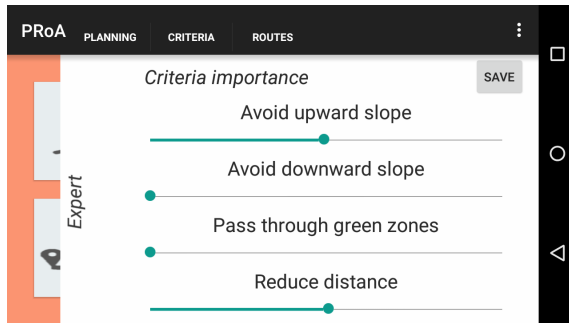 PRoA PLANNING CRITERIA ROUTES
Criteria importance SAVE
Avoid upward slope
Avoid downward slope
Expert
Pass through green zones
Reduce distance